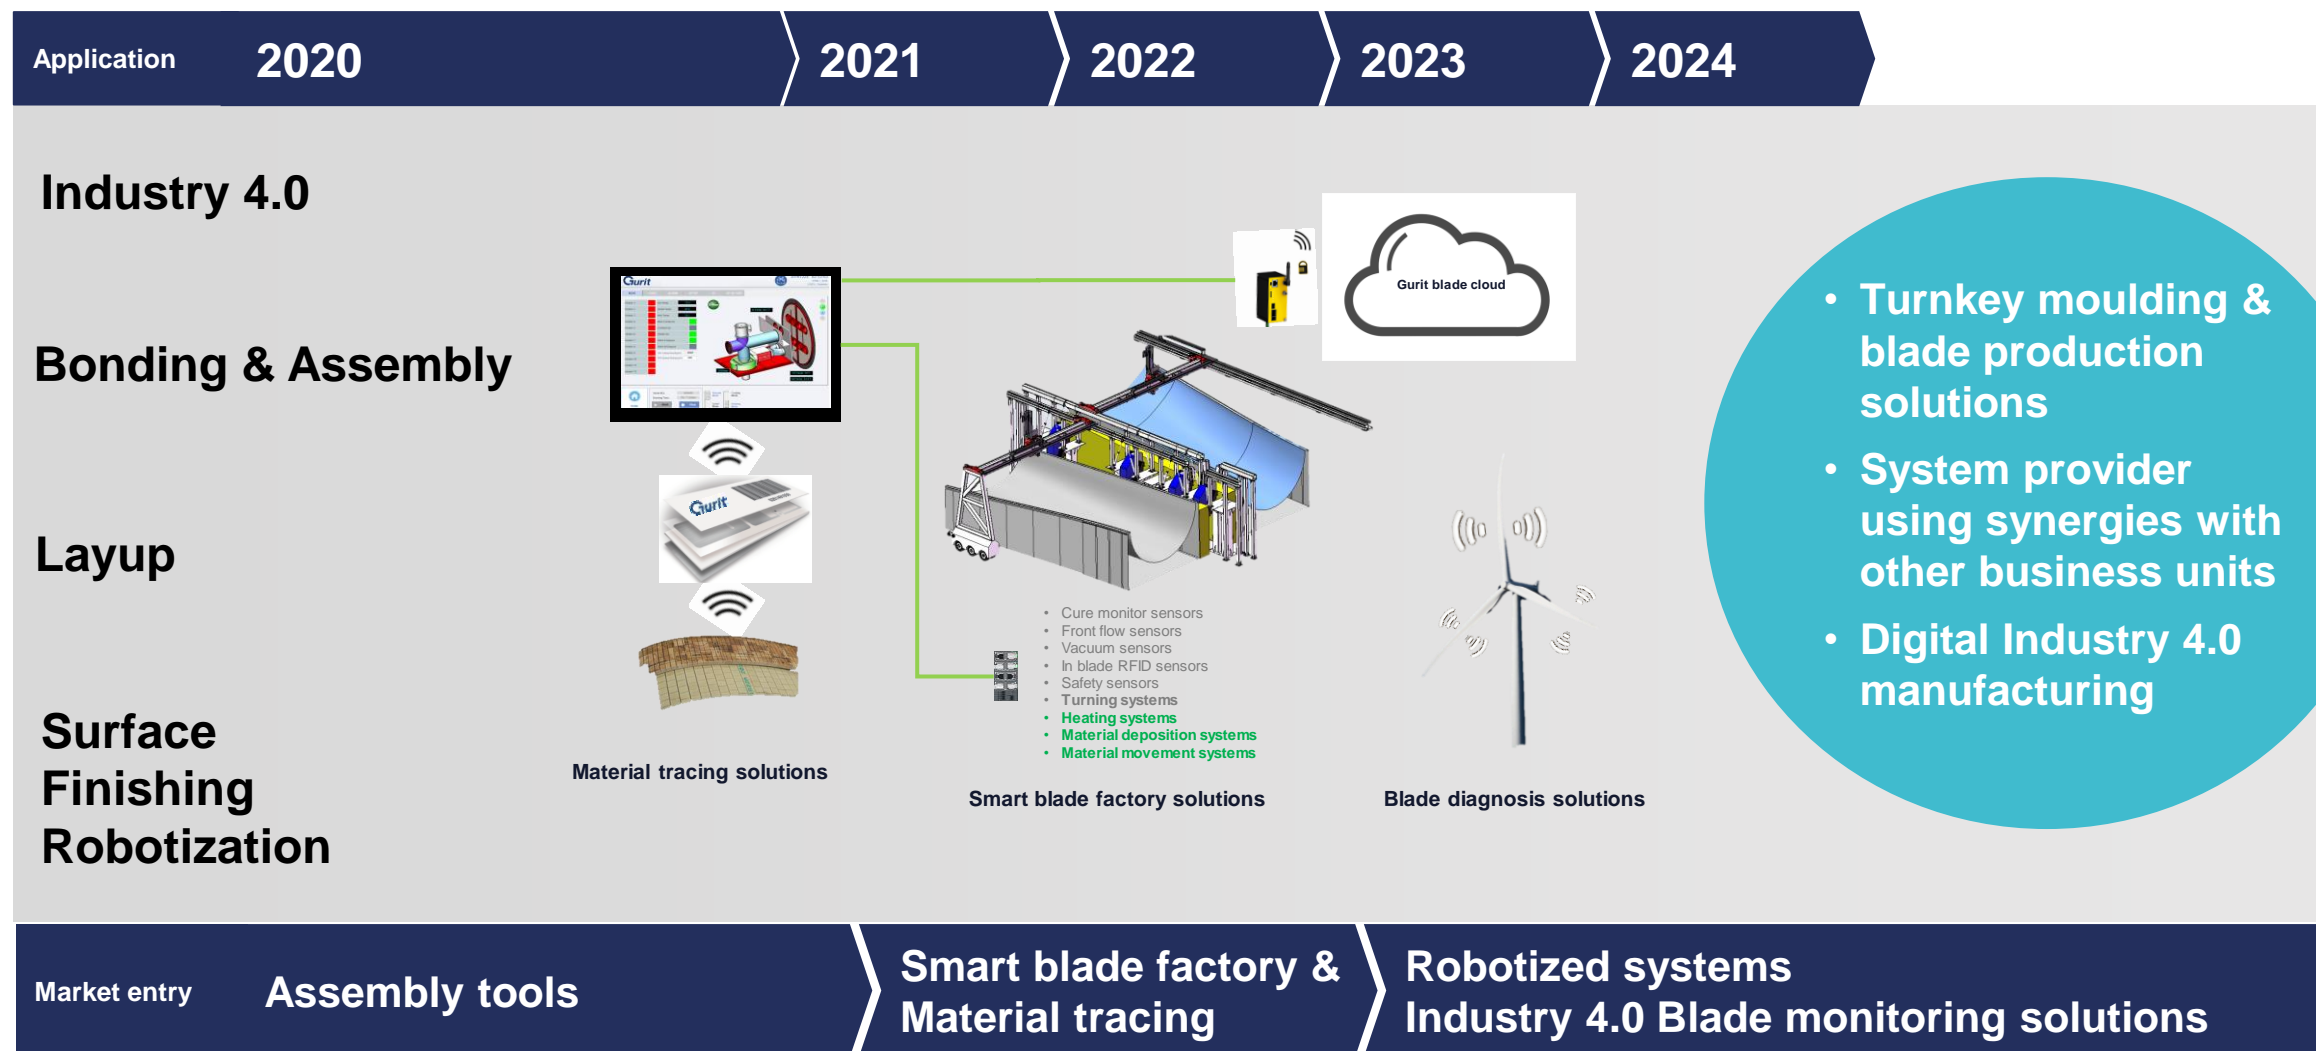 Application
2020
2021
2022
2023
2024
Industry 4.0
Bonding & Assembly
Layup
Surface
Finishing
Robotization
Gurit
Gurit
Material tracing solutions
Gurit blade cloud
• Cure monitor sensors
• Front flow sensors
• Vacuum sensors
• In blade RFID sensors
• Safety sensors
• Turning systems
• Heating systems
• Material deposition systems
• Material movement systems
Smart blade factory solutions
Blade diagnosis solutions
• Turnkey moulding &
blade production
solutions
• System provider
using synergies with
other business units
• Digital Industry 4.0
manufacturing
Market entry
Assembly tools
Smart blade factory &
Material tracing
Robotized systems
Industry 4.0 Blade monitoring solutions